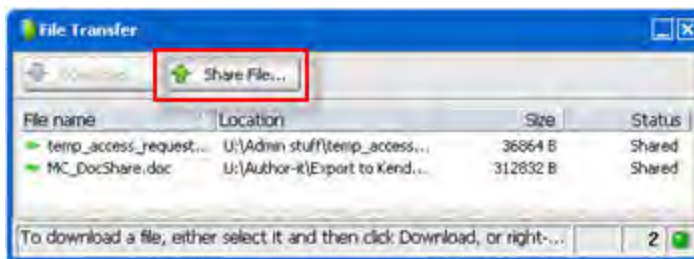 File Transfer
Download Share File...
File name Location Size Status
temp_access_request... U:\Admin stuff\temp_access... 36864 B Shared
MC_DocShare.doc U:\Author-it\Export to Kend... 312832 B Shared
To download a file, either select it and then click Download, or right-... 2